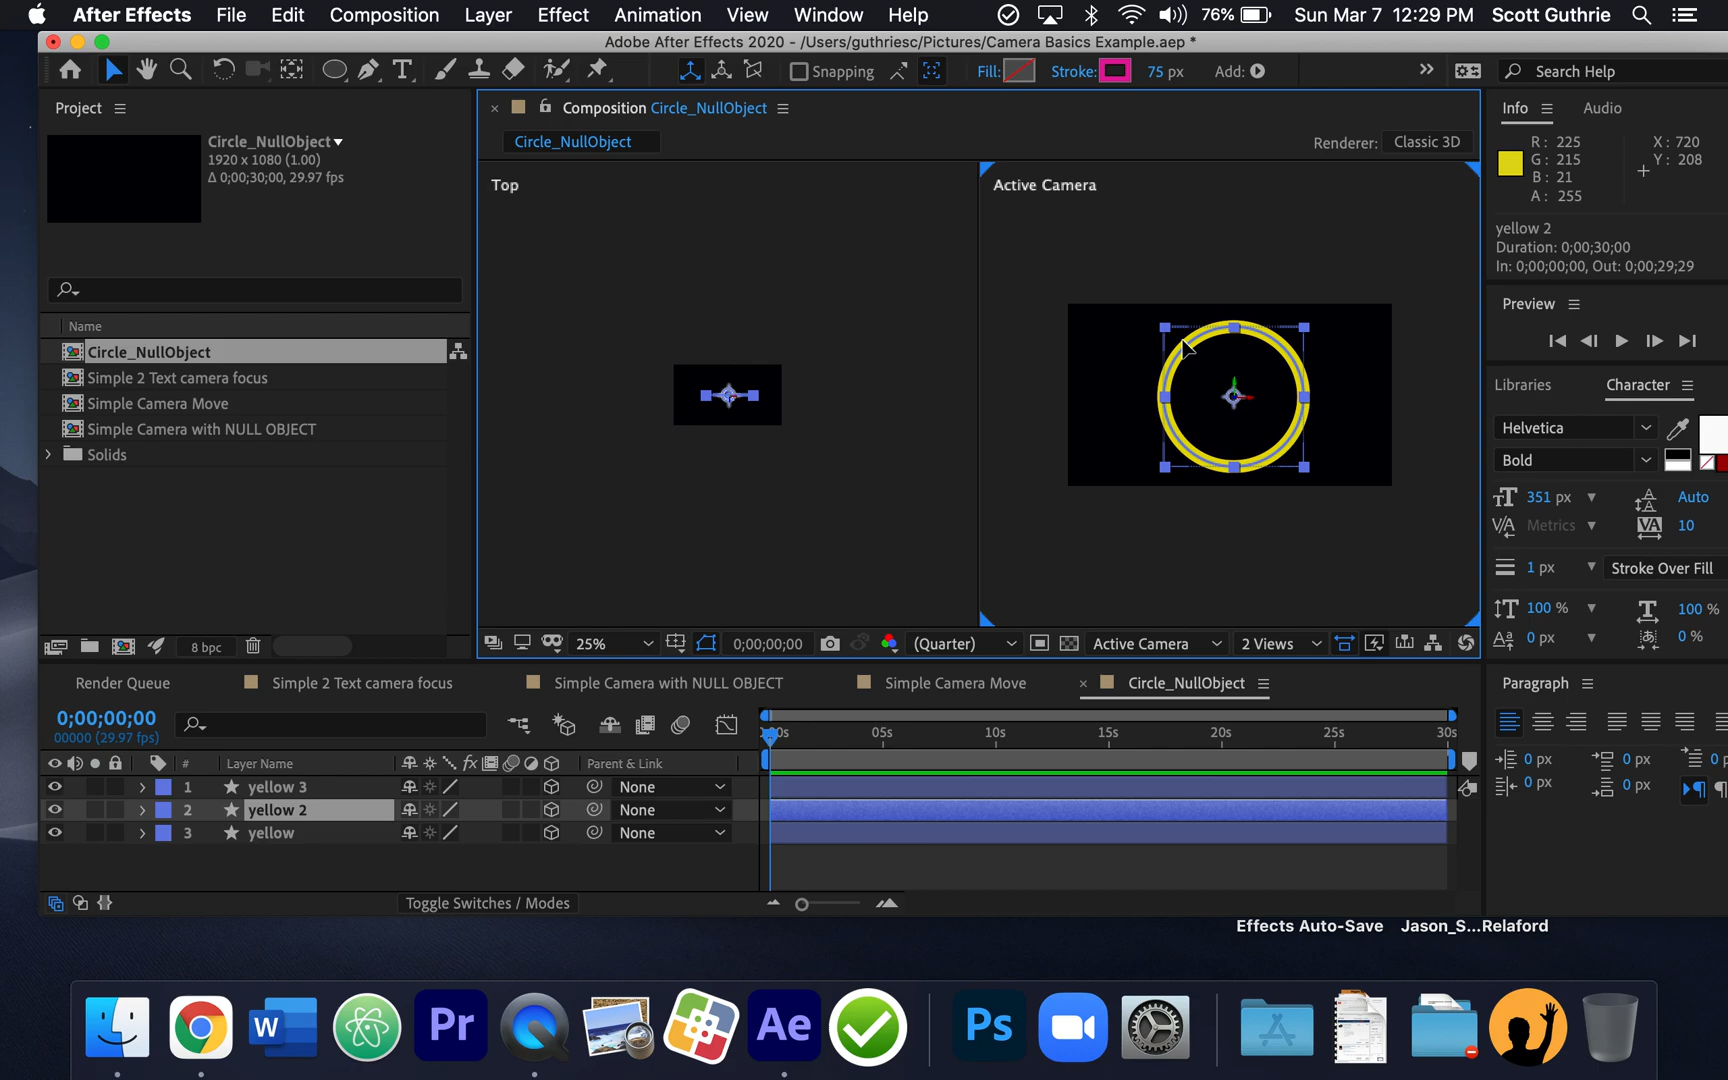 After Effects File Edit Composition Layer Effect Animation View Window Help 76% Sun Mar 7 12:29 PM Scott Guthrie
Adobe After Effects 2020 - /Users/guthriesc/Pictures/Camera Basics Example.aep *
Snapping Fill: Stroke: 75 px Add: Search Help
Project
Circle_NullObject
1920 x 1080 (1.00)
Δ 0;00;30;00, 29.97 fps
Name
Circle_NullObject
Simple 2 Text camera focus
Simple Camera Move
Simple Camera with NULL OBJECT
Solids
8 bpc
Composition Circle_NullObject
Circle_NullObject
Renderer: Classic 3D
Top
Active Camera
25% 0;00;00;00 (Quarter) Active Camera 2 Views
Info Audio
R: 225 X: 720
G: 215 Y: 208
B: 21
A: 255
yellow 2
Duration: 0;00;30;00
In: 0;00;00;00, Out: 0;00;29;29
Preview
Libraries Character
Helvetica
Bold
351 px Auto
Metrics 10
1 px Stroke Over Fill
100 % 100 %
0 px 0 %
Paragraph
0 px 0 px 0 p
0 px 0 px
Render Queue Simple 2 Text camera focus Simple Camera with NULL OBJECT Simple Camera Move Circle_NullObject
0;00;00;00
00000 (29.97 fps)
05s 10s 15s 20s 25s 30s
# Layer Name fx Parent & Link
1 yellow 3 None
2 yellow 2 None
3 yellow None
Toggle Switches / Modes
Effects Auto-Save Jason_S...Relaford
W Pr Ae Ps